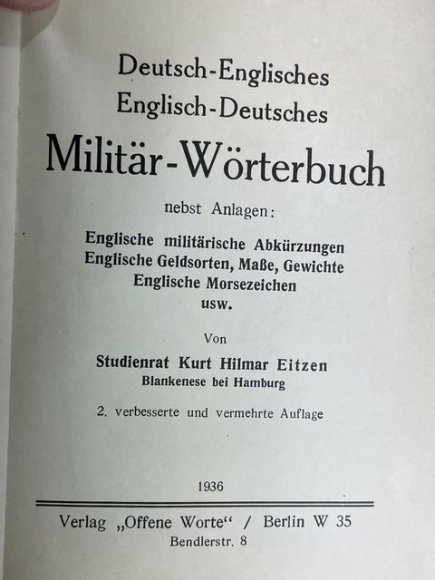 Deutsch-Englisches
Englisch-Deutsches
Militär-Wörterbuch
nebst Anlagen:
Englische militärische Abkürzungen
Englische Geldsorten, Maße, Gewichte
Englische Morsezeichen
usw.
Von
Studienrat Kurt Hilmar Eitzen
Blankenese bei Hamburg
2. verbesserte und vermehrte Auflage
1936
Verlag „Offene Worte“ / Berlin W 35
Bendlerstr. 8